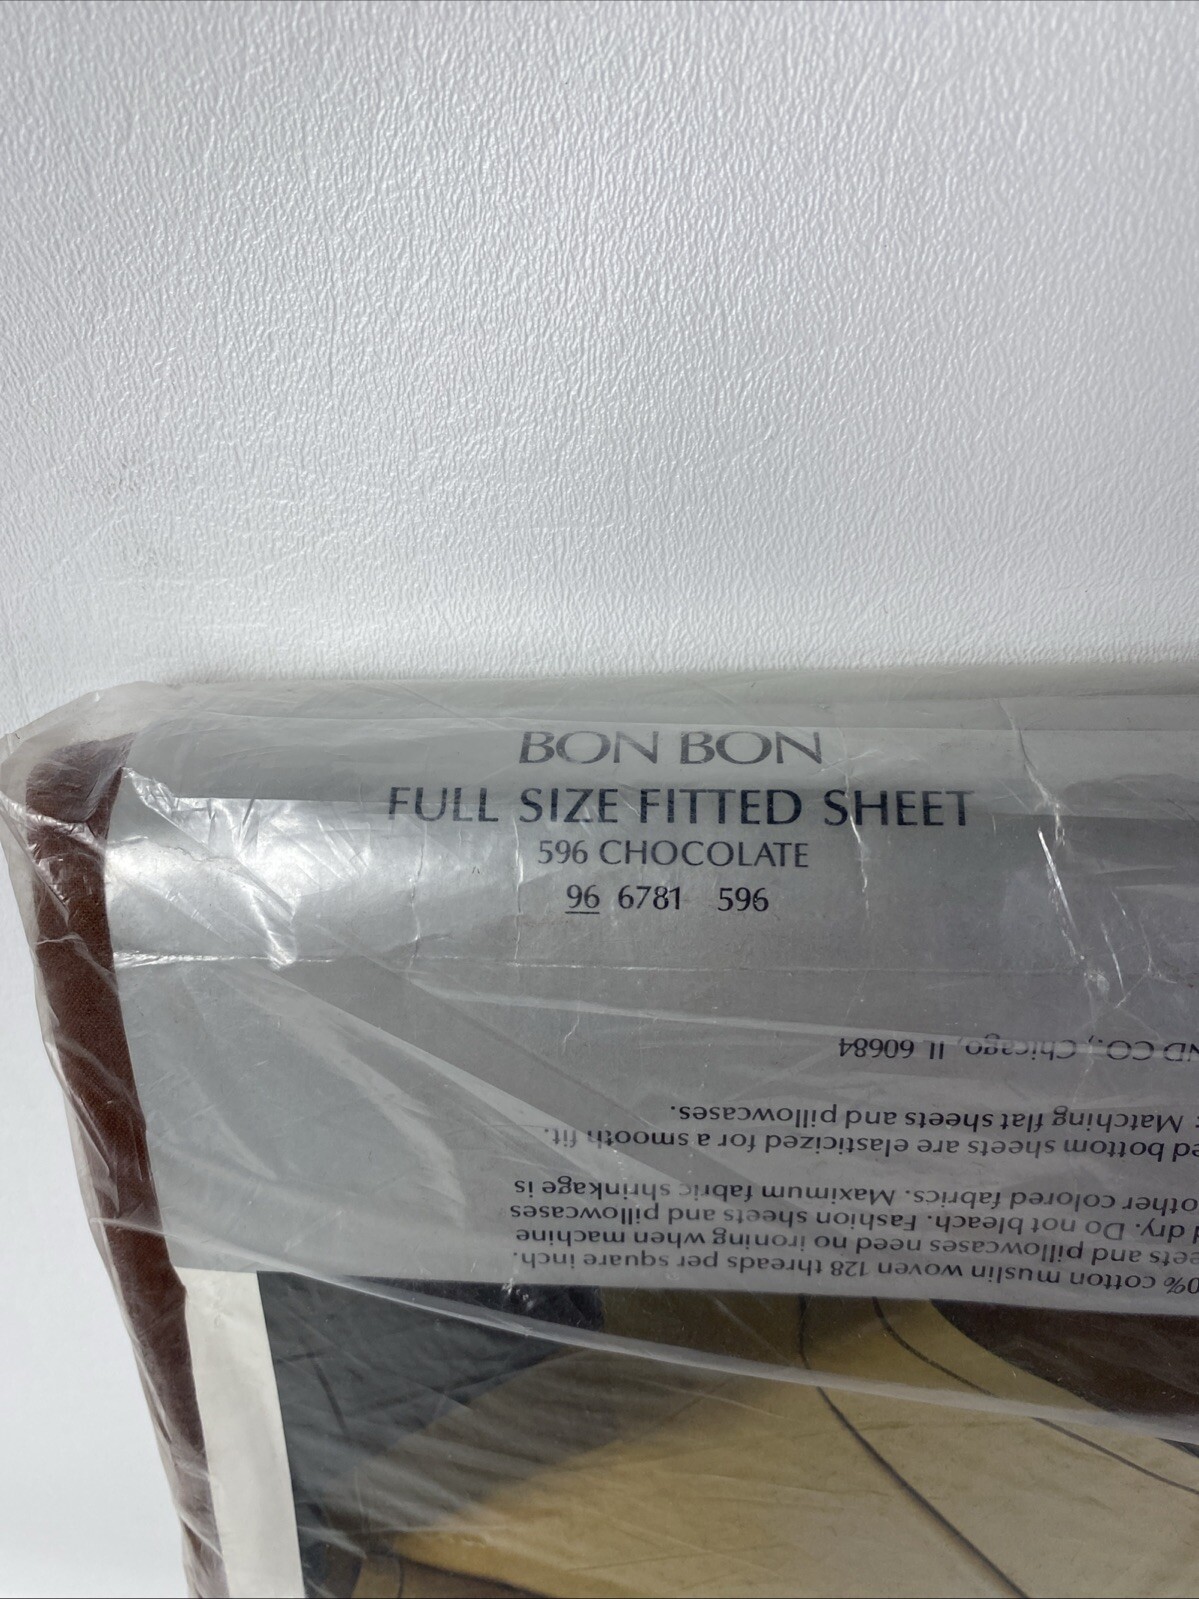 BON BON
FULL SIZE FITTED SHEET
596 CHOCOLATE
96 6781 596
0% cotton muslin woven 128 threads per square inch.
eets and pillowcases need no ironing when machine
d dry. Do not bleach. Fashion sheets and pillowcases
other colored fabrics. Maximum fabric shrinkage is
ed bottom sheets are elasticized for a smooth fit.
: Matching flat sheets and pillowcases.
ND CO., Chicago, IL 60684